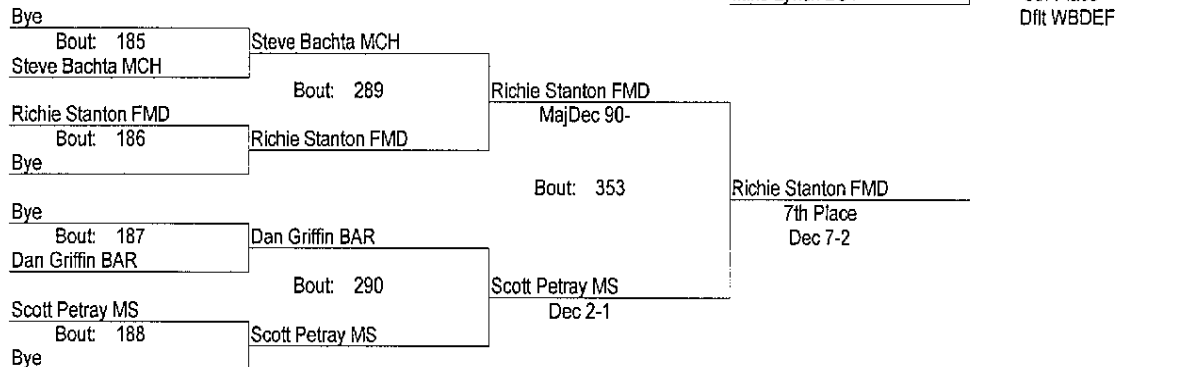 Dflt WBDEF
Bye
Bout: 185
Steve Bachta MCH
Steve Bachta MCH
Bout: 289
Richie Stanton FMD
MajDec 90-
Richie Stanton FMD
Bout: 186
Richie Stanton FMD
Bye
Bout: 353
Richie Stanton FMD
7th Place
Dec 7-2
Bye
Bout: 187
Dan Griffin BAR
Dan Griffin BAR
Bout: 290
Scott Petray MS
Dec 2-1
Scott Petray MS
Bout: 188
Scott Petray MS
Bye